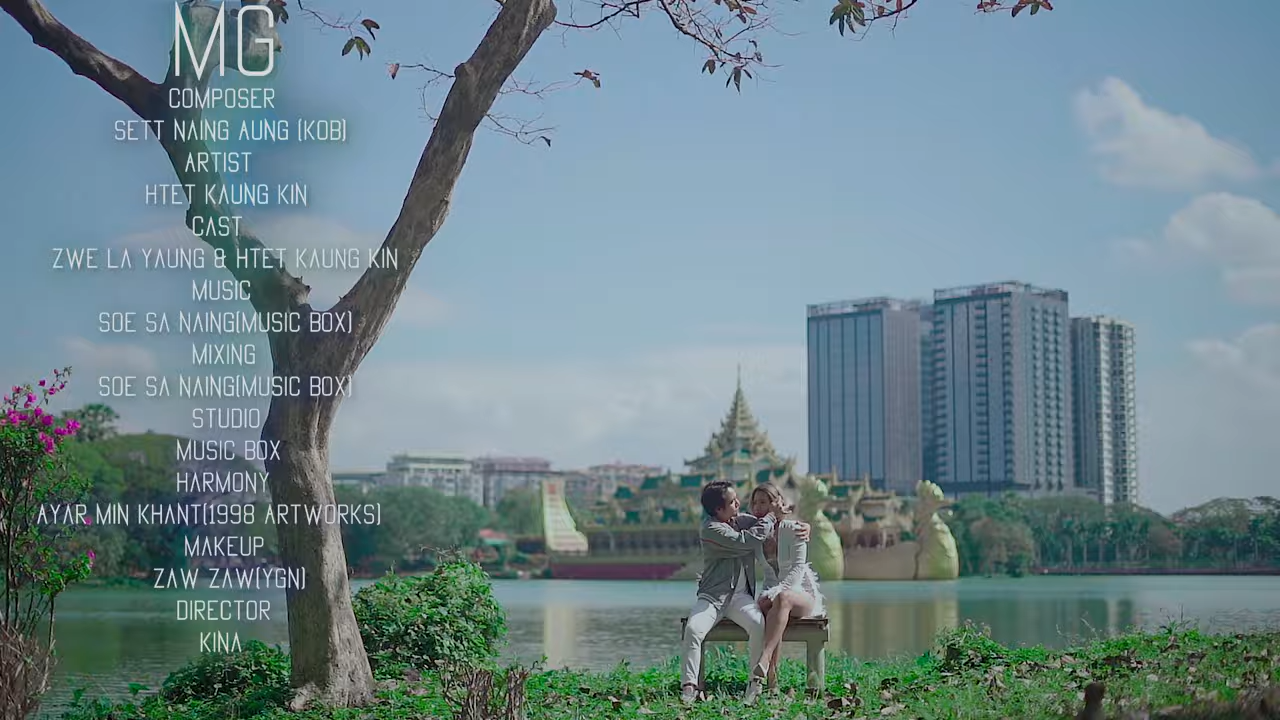 MG
COMPOSER
SETT NAING AUNG (KOB)
ARTIST
HTET KAUNG KIN
CAST
ZWE LA YAUNG & HTET KAUNG KIN
MUSIC
SOE SA NAING(MUSIC BOX)
MIXING
SOE SA NAING(MUSIC BOX)
STUDIO
MUSIC BOX
HARMONY
AYAR MIN KHANT(1998 ARTWORKS)
MAKEUP
ZAW ZAW(YGN)
DIRECTOR
KINA